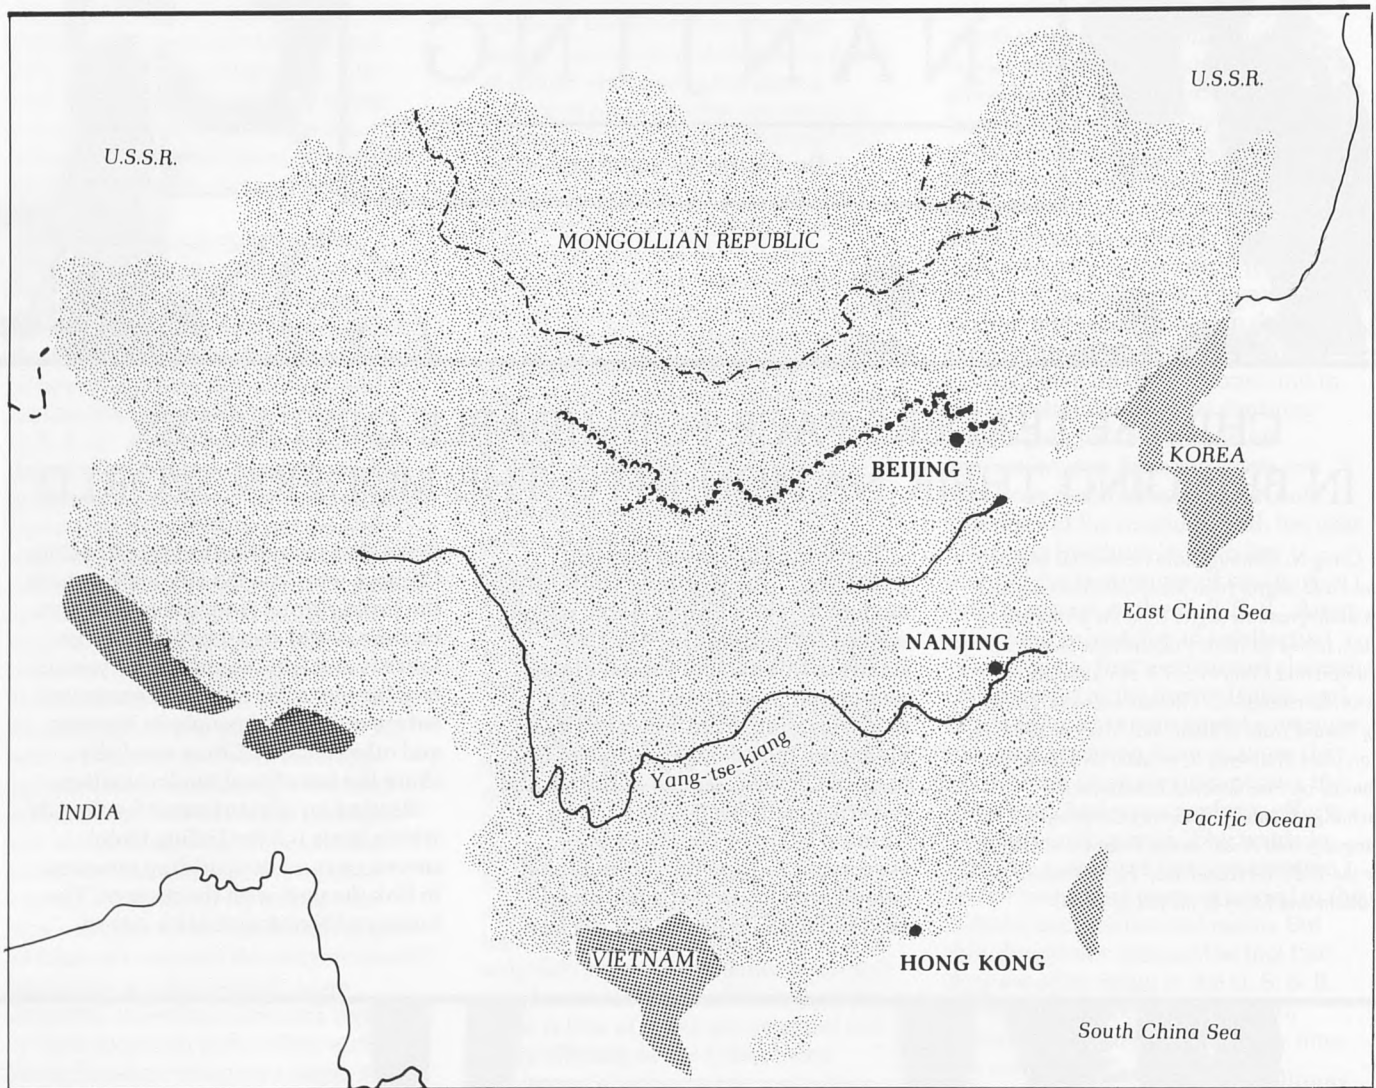 U.S.S.R.
U.S.S.R.
MONGOLLIAN REPUBLIC
BEIJING
KOREA
East China Sea
NANJING
Yang-tse-kiang
INDIA
Pacific Ocean
VIETNAM
HONG KONG
South China Sea